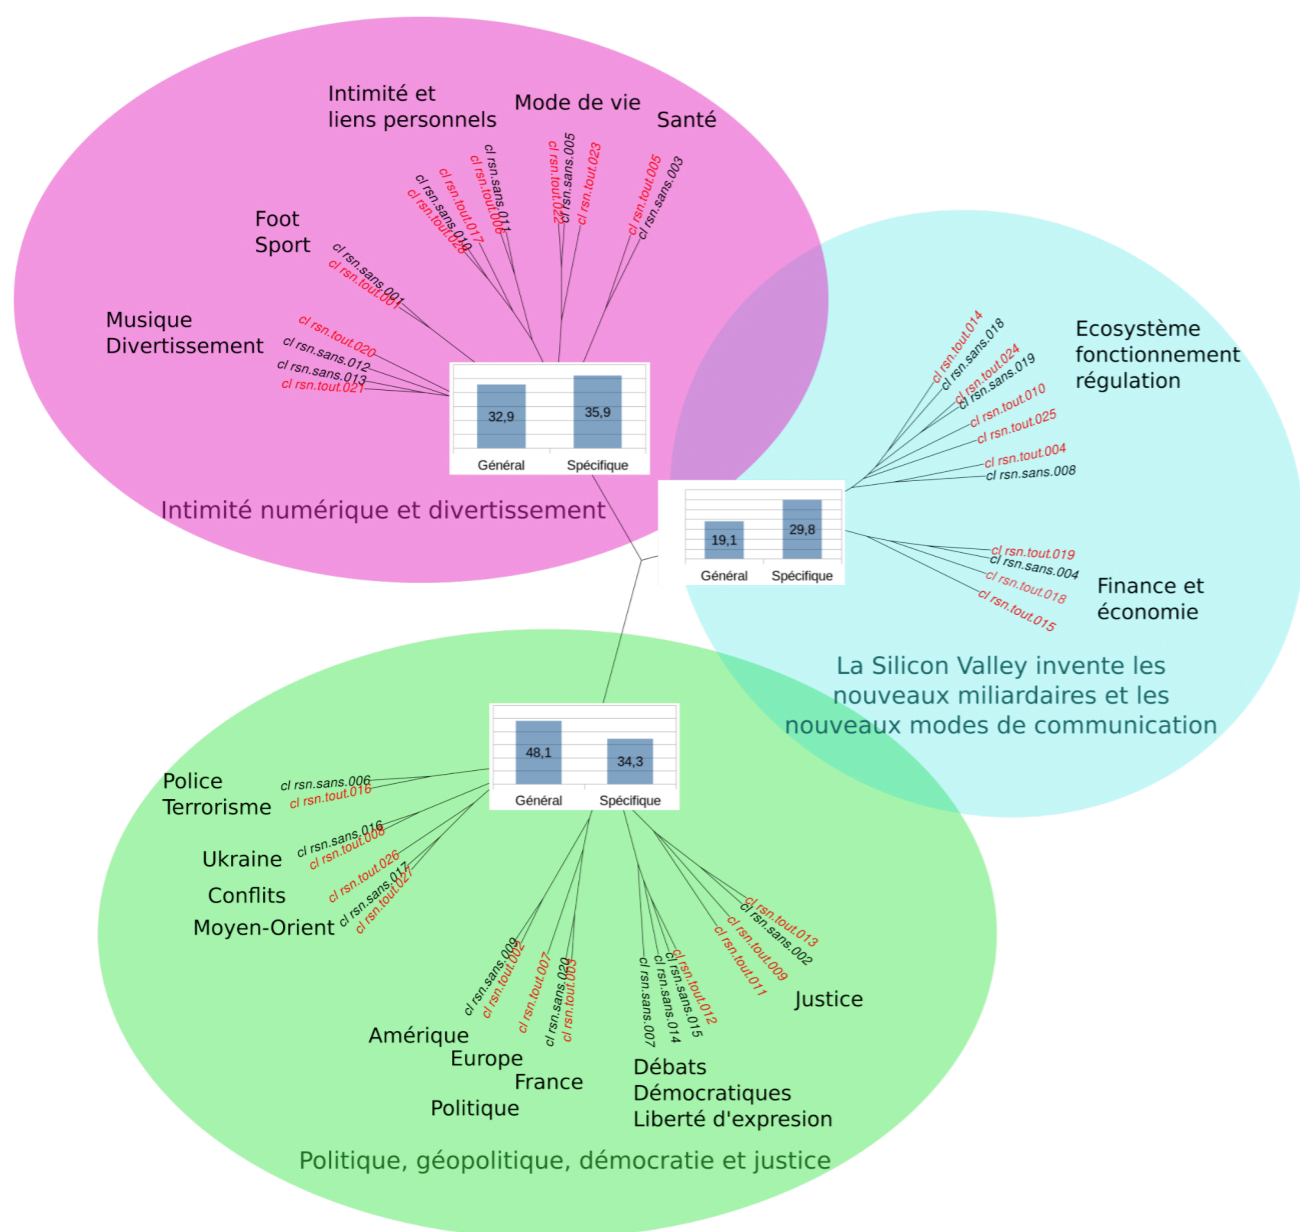 Intimité et
liens personnels
Mode de vie
Santé
cl rsn.sans.010
cl rsn.tout.028
cl rsn.tout.017
cl rsn.tout.006
cl rsn.sans.011
cl rsn.tout.022
cl rsn.sans.005
cl rsn.tout.023
cl rsn.tout.005
cl rsn.sans.003
Foot
Sport
cl rsn.sans.001
cl rsn.tout.001
Musique
Divertissement
cl rsn.tout.020
cl rsn.sans.012
cl rsn.sans.013
cl rsn.tout.021
32,9
35,9
Général
Spécifique
Intimité numérique et divertissement
cl rsn.tout.014
cl rsn.sans.018
cl rsn.tout.024
cl rsn.sans.019
cl rsn.tout.010
cl rsn.tout.025
cl rsn.tout.004
cl rsn.sans.008
Ecosystème
fonctionnement
régulation
19,1
29,8
Général
Spécifique
cl rsn.tout.019
cl rsn.sans.004
cl rsn.tout.018
cl rsn.tout.015
Finance et
économie
La Silicon Valley invente les
nouveaux miliardaires et les
nouveaux modes de communication
48,1
34,3
Général
Spécifique
Police
Terrorisme
cl rsn.sans.006
cl rsn.tout.016
Ukraine
cl rsn.sans.016
cl rsn.tout.008
Conflits
Moyen-Orient
cl rsn.tout.026
cl rsn.sans.017
cl rsn.tout.027
cl rsn.sans.009
cl rsn.tout.002
cl rsn.tout.007
cl rsn.sans.020
cl rsn.tout.003
Amérique
Europe
France
Politique
cl rsn.sans.007
cl rsn.sans.014
cl rsn.sans.015
cl rsn.tout.012
Débats
Démocratiques
Liberté d'expresion
cl rsn.tout.013
cl rsn.sans.002
cl rsn.tout.009
cl rsn.tout.011
Justice
Politique, géopolitique, démocratie et justice